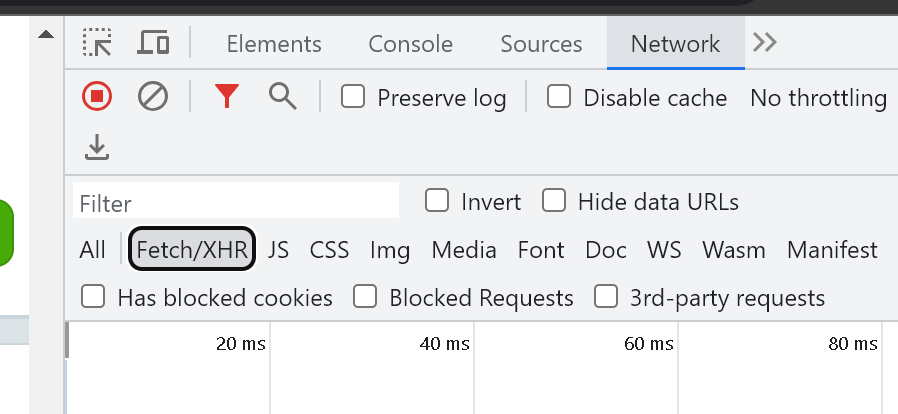 Elements Console Sources Network
Preserve log Disable cache No throttling
Filter Invert Hide data URLs
All Fetch/XHR JS CSS Img Media Font Doc WS Wasm Manifest
Has blocked cookies Blocked Requests 3rd-party requests
20 ms 40 ms 60 ms 80 ms